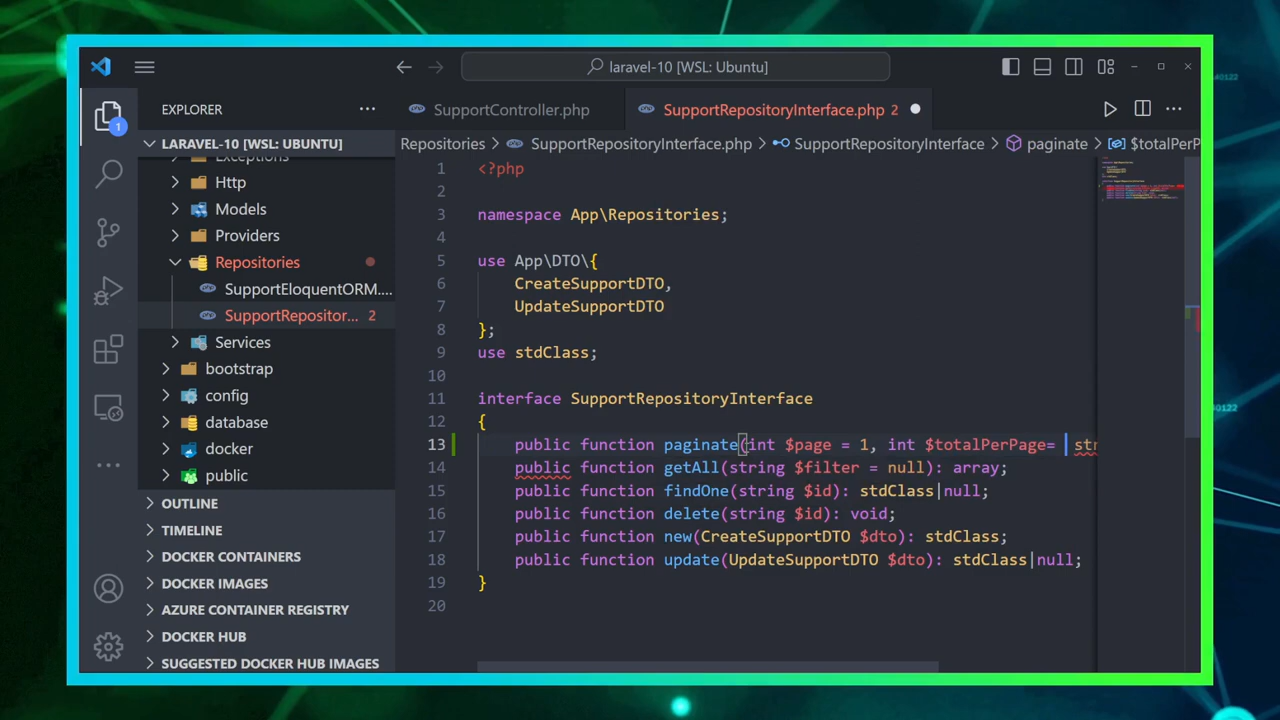 laravel-10 [WSL: Ubuntu]
EXPLORER
SupportController.php
SupportRepositoryInterface.php 2
1
LARAVEL-10 [WSL: UBUNTU]
Repositories > SupportRepositoryInterface.php > SupportRepositoryInterface > paginate > $totalPerP
Exceptions
Http
Models
Providers
Repositories
SupportEloquentORM....
SupportRepositor... 2
Services
bootstrap
config
database
docker
public
OUTLINE
TIMELINE
DOCKER CONTAINERS
DOCKER IMAGES
AZURE CONTAINER REGISTRY
DOCKER HUB
SUGGESTED DOCKER HUB IMAGES
1 <?php
2
3 namespace App\Repositories;
4
5 use App\DTO\{
6 CreateSupportDTO,
7 UpdateSupportDTO
8 };
9 use stdClass;
10
11 interface SupportRepositoryInterface
12 {
13 public function paginate(int $page = 1, int $totalPerPage= str
14 public function getAll(string $filter = null): array;
15 public function findOne(string $id): stdClass|null;
16 public function delete(string $id): void;
17 public function new(CreateSupportDTO $dto): stdClass;
18 public function update(UpdateSupportDTO $dto): stdClass|null;
19 }
20
40122
40122